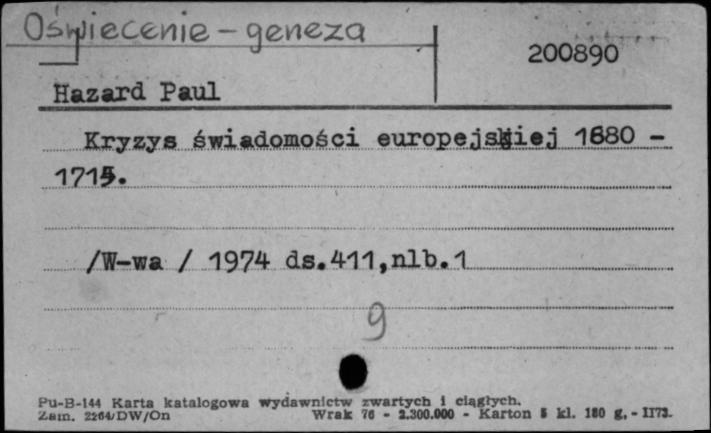 Oświecenie – geneza
200890
Hazard Paul
Kryzys świadomości europejskiej 1680 –
1715.
/W-wa / 1974 ds.411,nlb.1
9
Pu-B-144 Karta katalogowa wydawnictw zwartych i ciągłych.
Zam. 2264/DW/On Wrak 76 - 2.300.000 - Karton 5 kl. 180 g. - II73.